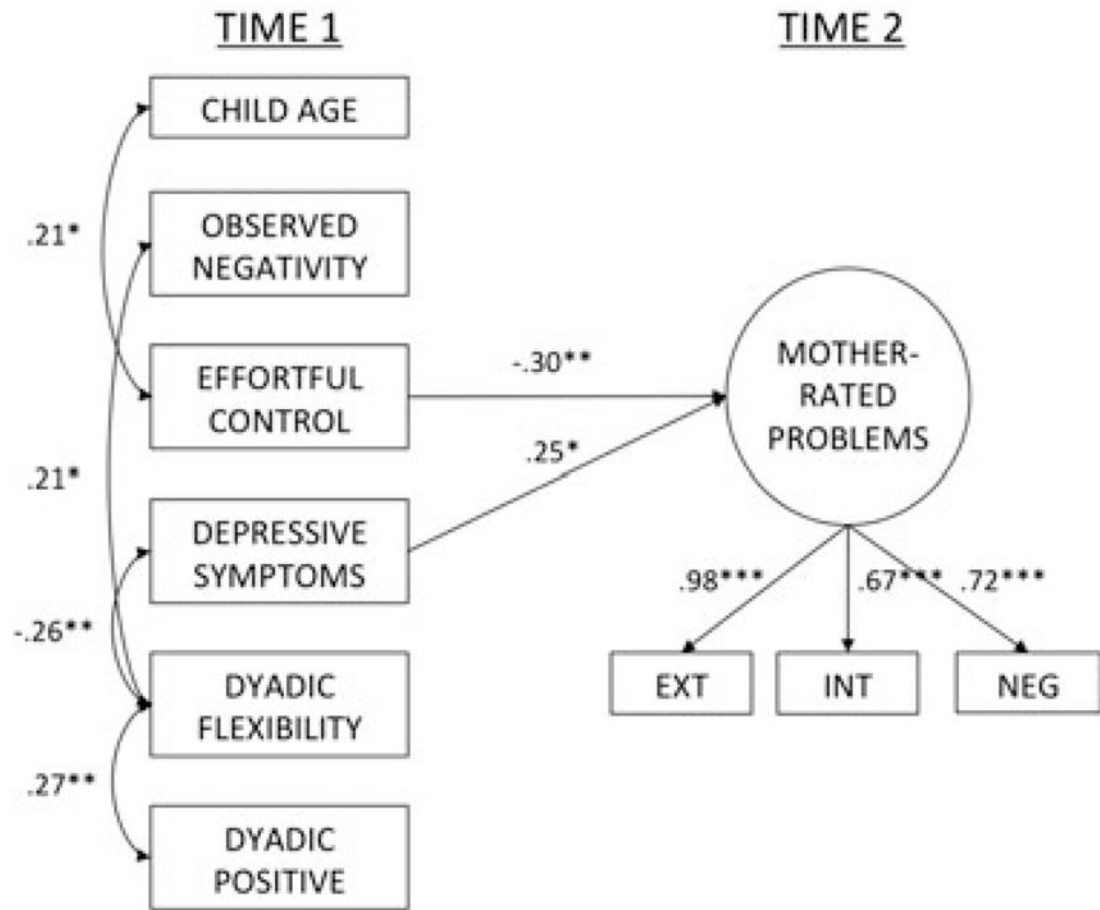 TIME 1
TIME 2
CHILD AGE
.21*
OBSERVED
NEGATIVITY
EFFORTFUL
CONTROL
-.30**
MOTHER-
RATED
PROBLEMS
.21*
.25*
DEPRESSIVE
SYMPTOMS
.98***
.67***
.72***
-.26**
DYADIC
FLEXIBILITY
EXT
INT
NEG
.27**
DYADIC
POSITIVE